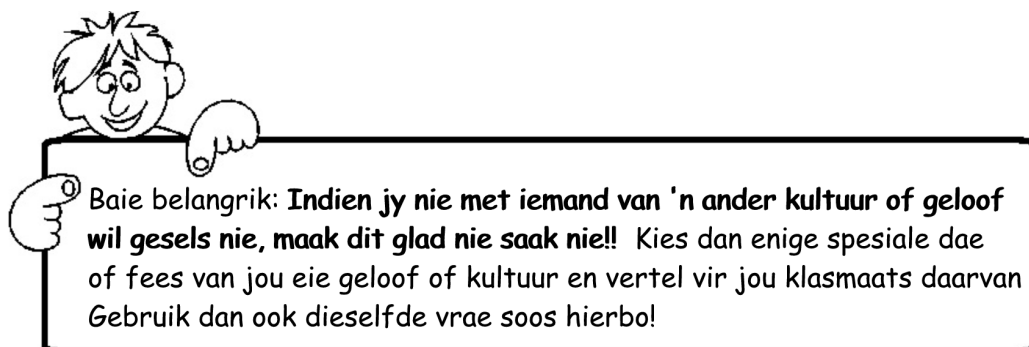 Baie belangrik: Indien jy nie met iemand van 'n ander kultuur of geloof
wil gesels nie, maak dit glad nie saak nie!! Kies dan enige spesiale dae
of fees van jou eie geloof of kultuur en vertel vir jou klasmaats daarvan
Gebruik dan ook dieselfde vrae soos hierbo!